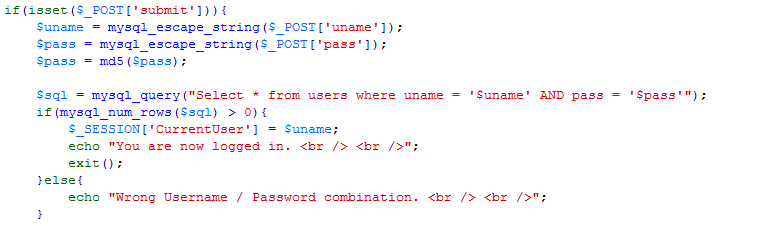 if(isset($_POST['submit'])){
$uname = mysql_escape_string($_POST['uname']);
$pass = mysql_escape_string($_POST['pass']);
$pass = md5($pass);
$sql = mysql_query("Select * from users where uname = '$uname' AND pass = '$pass'");
if(mysql_num_rows($sql) > 0){
$_SESSION['CurrentUser'] = $uname;
echo "You are now logged in. <br /> <br />";
exit();
}else{
echo "Wrong Username / Password combination. <br /> <br />";
}